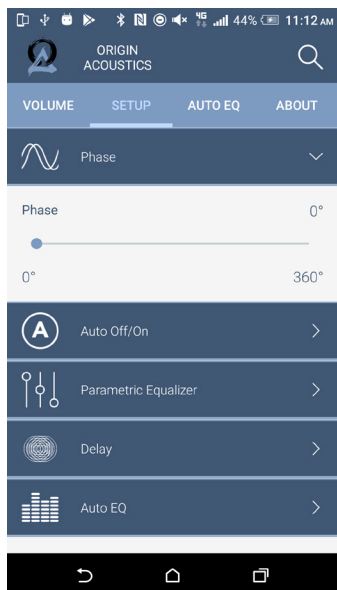 4G 44% 11:12 AM
ORIGIN
ACOUSTICS
VOLUME SETUP AUTO EQ ABOUT
Phase
Phase 0°
0° 360°
A Auto Off/On
Parametric Equalizer
Delay
Auto EQ